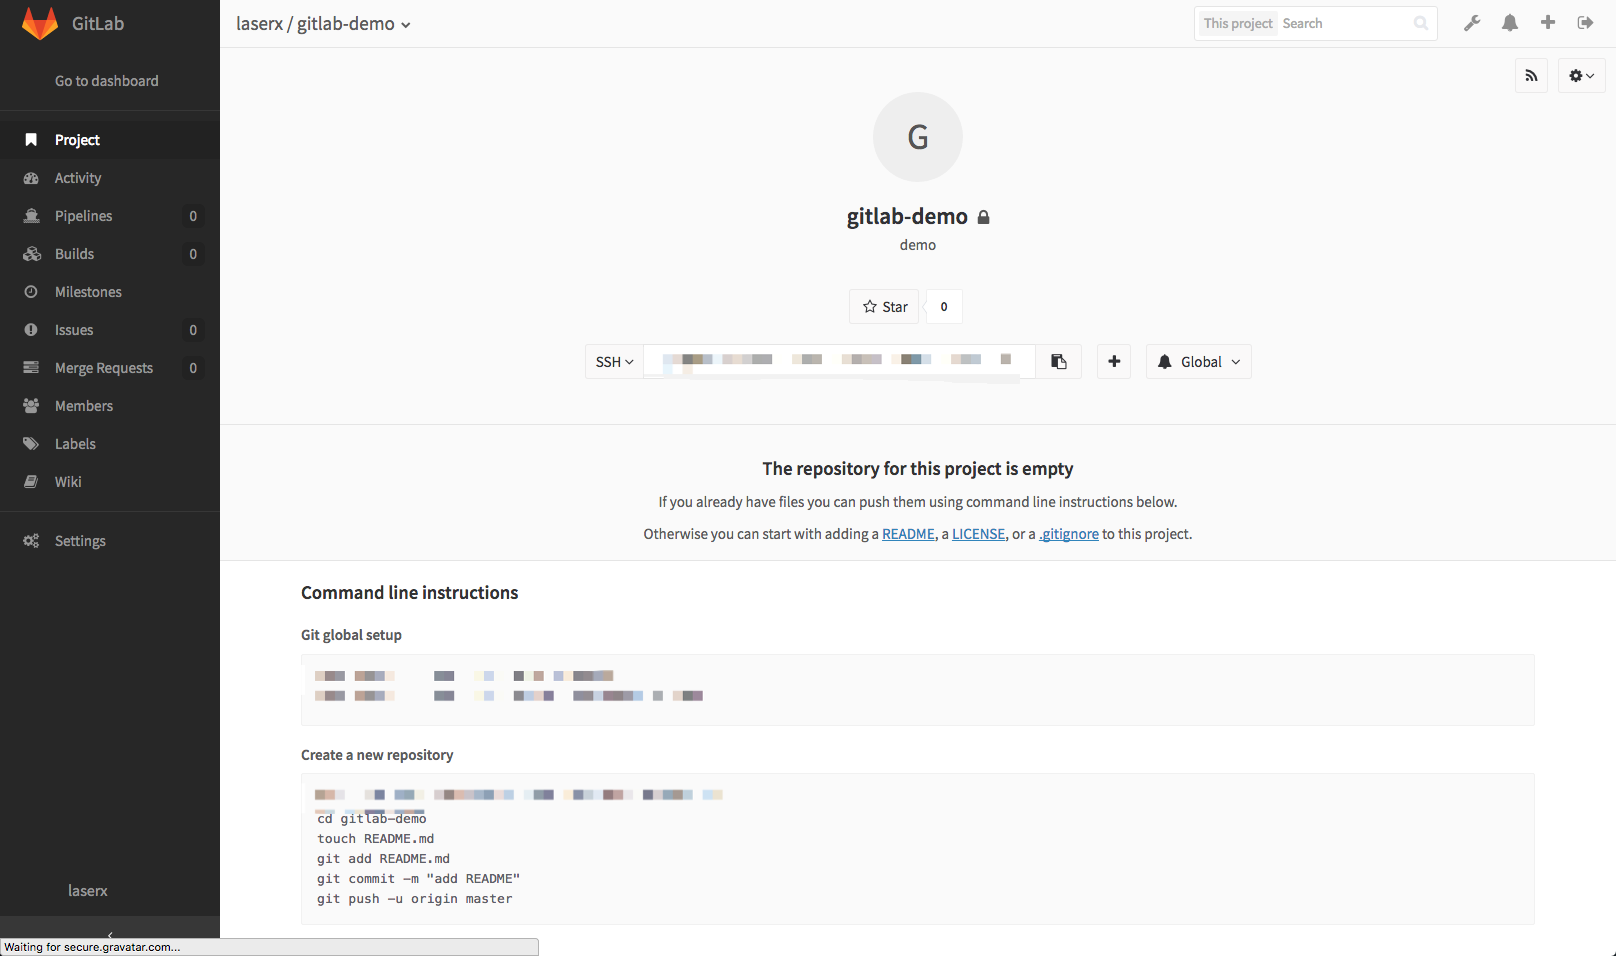 GitLab
laserx / gitlab-demo
This project Search
Go to dashboard
Project
Activity
Pipelines 0
Builds 0
Milestones
Issues 0
Merge Requests 0
Members
Labels
Wiki
Settings
laserx
G
gitlab-demo
demo
Star 0
SSH
Global
The repository for this project is empty
If you already have files you can push them using command line instructions below.
Otherwise you can start with adding a README, a LICENSE, or a .gitignore to this project.
Command line instructions
Git global setup
Create a new repository
cd gitlab-demo
touch README.md
git add README.md
git commit -m "add README"
git push -u origin master
Waiting for secure.gravatar.com...